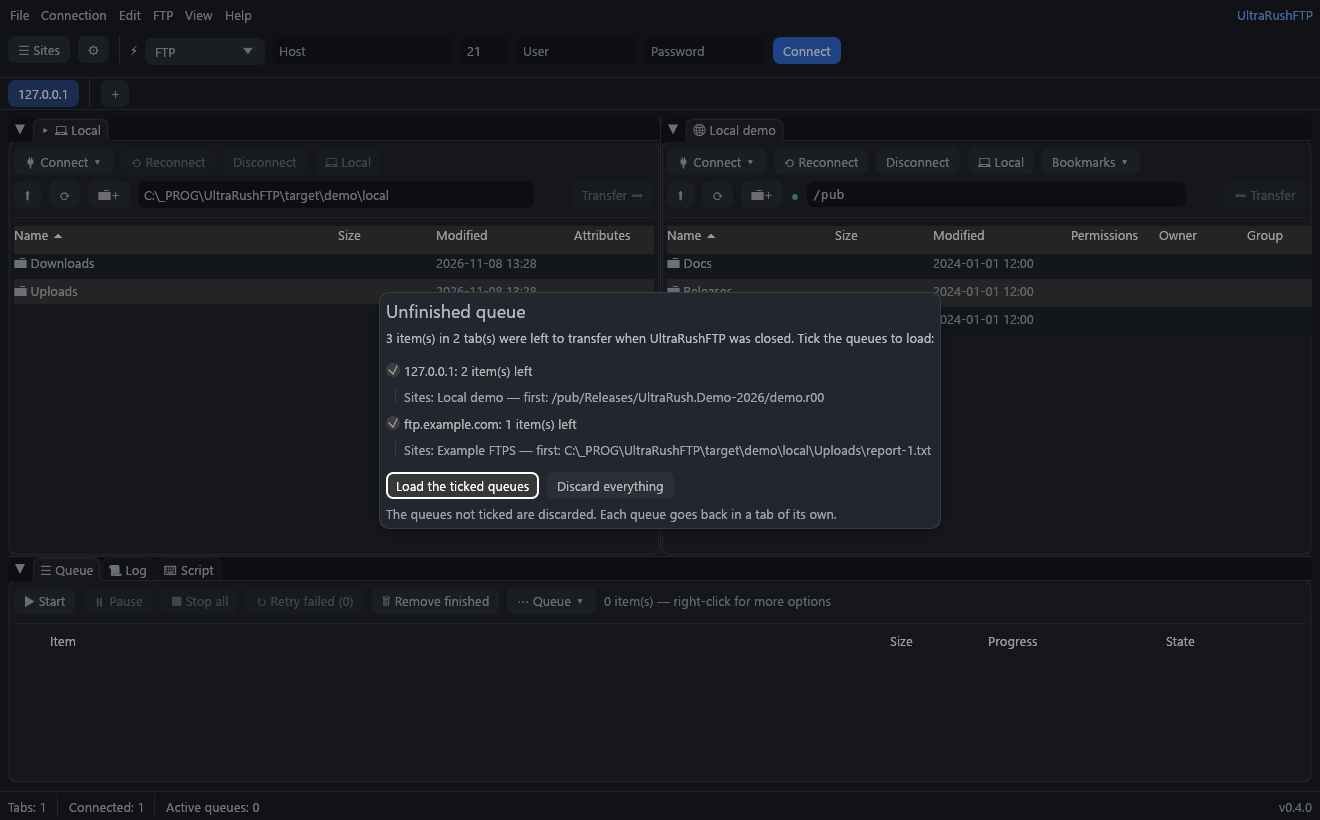 File Connection Edit FTP View Help UltraRushFTP
Sites FTP Host 21 User Password Connect
127.0.0.1 +
Local Local demo
Connect Reconnect Disconnect Local Connect Reconnect Disconnect Local Bookmarks
C:\_PROG\UltraRushFTP\target\demo\local Transfer /pub Transfer
Name Size Modified Attributes Name Size Modified Permissions Owner Group
Downloads 2026-11-08 13:28 Docs 2024-01-01 12:00
Uploads 2026-11-08 13:28 Releases 2024-01-01 12:00
2024-01-01 12:00
Unfinished queue
3 item(s) in 2 tab(s) were left to transfer when UltraRushFTP was closed. Tick the queues to load:
127.0.0.1: 2 item(s) left
Sites: Local demo — first: /pub/Releases/UltraRush.Demo-2026/demo.r00
ftp.example.com: 1 item(s) left
Sites: Example FTPS — first: C:\_PROG\UltraRushFTP\target\demo\local\Uploads\report-1.txt
Load the ticked queues Discard everything
The queues not ticked are discarded. Each queue goes back in a tab of its own.
Queue Log Script
Start Pause Stop all Retry failed (0) Remove finished ··· Queue 0 item(s) — right-click for more options
Item Size Progress State
Tabs: 1 Connected: 1 Active queues: 0 v0.4.0